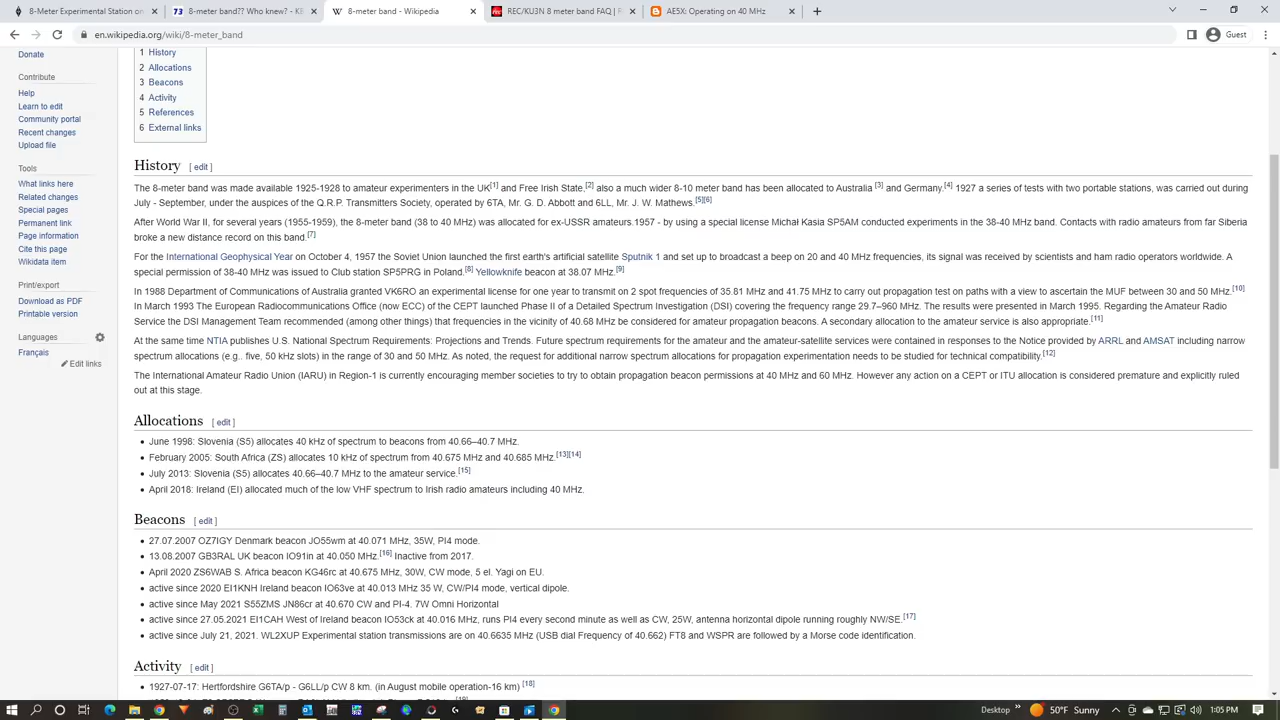 8-Meter Experimental Station on
73 8-meter band?? Who knew? - KB
W 8-meter band - Wikipedia
REC/KU3N 8 meter band FAQ | R
AE5X: Operating on 40 MHz
en.wikipedia.org/wiki/8-meter_band
Guest
Donate
Contribute
Help
Learn to edit
Community portal
Recent changes
Upload file
Tools
What links here
Related changes
Special pages
Permanent link
Page information
Cite this page
Wikidata item
Print/export
Download as PDF
Printable version
Languages
Français
Edit links
1 History
2 Allocations
3 Beacons
4 Activity
5 References
6 External links
History [ edit ]
The 8-meter band was made available 1925-1928 to amateur experimenters in the UK[1] and Free Irish State.[2] also a much wider 8-10 meter band has been allocated to Australia [3] and Germany.[4] 1927 a series of tests with two portable stations, was carried out during
July - September, under the auspices of the Q.R.P. Transmitters Society, operated by 6TA, Mr. G. D. Abbott and 6LL, Mr. J. W. Mathews.[5][6]
After World War II, for several years (1955-1959), the 8-meter band (38 to 40 MHz) was allocated for ex-USSR amateurs.1957 - by using a special license Michał Kasia SP5AM conducted experiments in the 38-40 MHz band. Contacts with radio amateurs from far Siberia
broke a new distance record on this band.[7]
For the International Geophysical Year on October 4, 1957 the Soviet Union launched the first earth's artificial satellite Sputnik 1 and set up to broadcast a beep on 20 and 40 MHz frequencies, its signal was received by scientists and ham radio operators worldwide. A
special permission of 38-40 MHz was issued to Club station SP5PRG in Poland.[8] Yellowknife beacon at 38.07 MHz.[9]
In 1988 Department of Communications of Australia granted VK6RO an experimental license for one year to transmit on 2 spot frequencies of 35.81 MHz and 41.75 MHz to carry out propagation test on paths with a view to ascertain the MUF between 30 and 50 MHz.[10]
In March 1993 The European Radiocommunications Office (now ECC) of the CEPT launched Phase II of a Detailed Spectrum Investigation (DSI) covering the frequency range 29.7–960 MHz. The results were presented in March 1995. Regarding the Amateur Radio
Service the DSI Management Team recommended (among other things) that frequencies in the vicinity of 40.68 MHz be considered for amateur propagation beacons. A secondary allocation to the amateur service is also appropriate.[11]
At the same time NTIA publishes U.S. National Spectrum Requirements: Projections and Trends. Future spectrum requirements for the amateur and the amateur-satellite services were contained in responses to the Notice provided by ARRL and AMSAT including narrow
spectrum allocations (e.g.. five, 50 kHz slots) in the range of 30 and 50 MHz. As noted, the request for additional narrow spectrum allocations for propagation experimentation needs to be studied for technical compatibility.[12]
The International Amateur Radio Union (IARU) in Region-1 is currently encouraging member societies to try to obtain propagation beacon permissions at 40 MHz and 60 MHz. However any action on a CEPT or ITU allocation is considered premature and explicitly ruled
out at this stage.
Allocations [ edit ]
• June 1998: Slovenia (S5) allocates 40 kHz of spectrum to beacons from 40.66–40.7 MHz.
• February 2005: South Africa (ZS) allocates 10 kHz of spectrum from 40.675 MHz and 40.685 MHz.[13][14]
• July 2013: Slovenia (S5) allocates 40.66–40.7 MHz to the amateur service.[15]
• April 2018: Ireland (EI) allocated much of the low VHF spectrum to Irish radio amateurs including 40 MHz.
Beacons [ edit ]
• 27.07.2007 OZ7IGY Denmark beacon JO55wm at 40.071 MHz, 35W, PI4 mode.
• 13.08.2007 GB3RAL UK beacon IO91in at 40.050 MHz.[16] Inactive from 2017.
• April 2020 ZS6WAB S. Africa beacon KG46rc at 40.675 MHz, 30W, CW mode, 5 el. Yagi on EU.
• active since 2020 EI1KNH Ireland beacon IO63ve at 40.013 MHz 35 W, CW/PI4 mode, vertical dipole.
• active since May 2021 S55ZMS JN86cr at 40.670 CW and PI-4. 7W Omni Horizontal
• active since 27.05.2021 EI1CAH West of Ireland beacon IO53ck at 40.016 MHz, runs PI4 every second minute as well as CW, 25W, antenna horizontal dipole running roughly NW/SE.[17]
• active since July 21, 2021. WL2XUP Experimental station transmissions are on 40.6635 MHz (USB dial Frequency of 40.662) FT8 and WSPR are followed by a Morse code identification.
Activity [ edit ]
• 1927-07-17: Hertfordshire G6TA/p - G6LL/p CW 8 km. (in August mobile operation-16 km) [18]
[19]
Desktop
75°F
1:05 PM